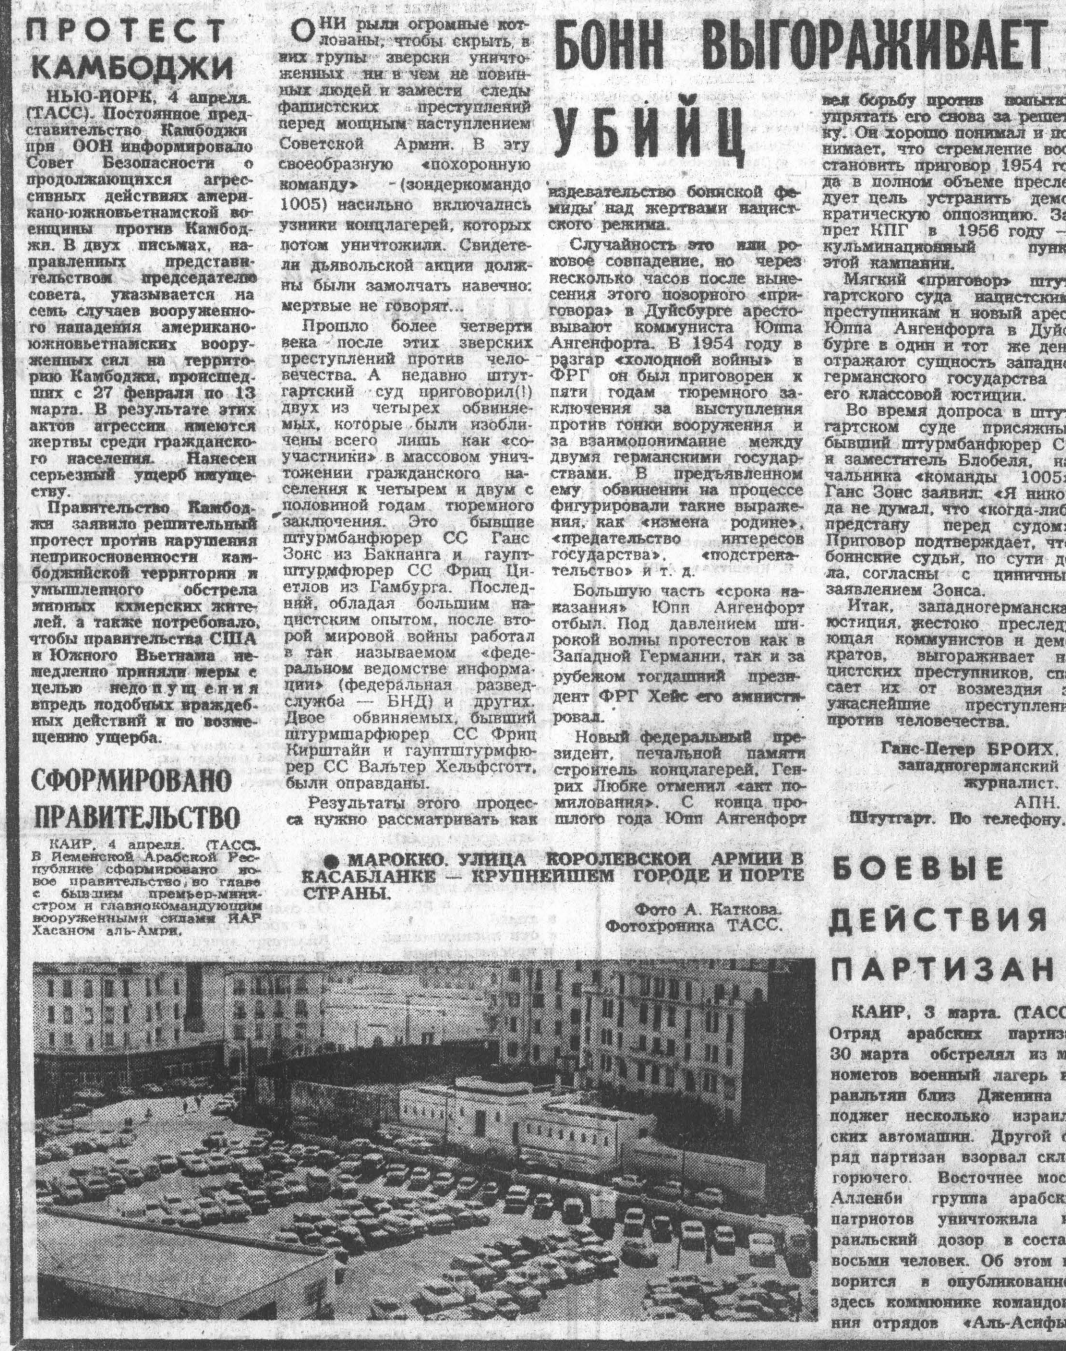 ПРОТЕСТ
КАМБОДЖИ
НЬЮ-ЙОРК, 4 апреля.
(ТАСС). Постоянное пред-
ставительство Камбоджи
при ООН информировало
Совет Безопасности о
продолжающихся агрес-
сивных действиях амери-
кано-южновьетнамской во-
енщины против Камбод-
жи. В двух письмах, на-
правленных представи-
тельством председателю
совета, указывается на
семь случаев вооруженно-
го нападения американо-
южновьетнамских воору-
женных сил на террито-
рию Камбоджи, происшед-
ших с 27 февраля по 13
марта. В результате этих
актов агрессии имеются
жертвы среди гражданско-
го населения. Нанесен
серьезный ущерб имуще-
ству.
Правительство Камбод-
жи заявило решительный
протест против нарушения
неприкосновенности кам-
боджийской территории и
умышленного обстрела
мирных кхмерских жите-
лей, а также потребовало,
чтобы правительства США
и Южного Вьетнама не-
медленно приняли меры с
целью недопущения
впредь подобных враждеб-
ных действий и по возме-
щению ущерба.
СФОРМИРОВАНО
ПРАВИТЕЛЬСТВО
КАИР, 4 апреля. (ТАСС).
В Йеменской Арабской Рес-
публике сформировано но-
вое правительство во главе
с бывшим премьер-мини-
стром и главнокомандующим
вооруженными силами ЙАР
Хасаном аль-Амри.
БОНН ВЫГОРАЖИВАЕТ
УБИЙЦ
ОНИ рыли огромные кот-
лованы, чтобы скрыть в
них трупы зверски уничто-
женных ни в чем не повин-
ных людей и замести следы
фашистских преступлений
перед мощным наступлением
Советской Армии. В эту
своеобразную «похоронную
команду» - (зондеркомандо
1005) насильно включались
узники концлагерей, которых
потом уничтожили. Свидете-
ли дьявольской акции долж-
ны были замолчать навечно:
мертвые не говорят...
Прошло более четверти
века после этих зверских
преступлений против чело-
вечества. А недавно штут-
гартский суд приговорил(!)
двух из четырех обвиняе-
мых, которые были изобли-
чены всего лишь как «со-
участники» в массовом унич-
тожении гражданского на-
селения к четырем и двум с
половиной годам тюремного
заключения. Это бывшие
штурмбанфюрер СС Ганс
Зонс из Бакнанга и гаупт-
штурмфюрер СС Фриц Ци-
етлов из Гамбурга. Послед-
ний, обладая большим на-
цистским опытом, после вто-
рой мировой войны работал
в так называемом «феде-
ральном ведомстве информа-
ции» (федеральная развед-
служба — БНД) и других.
Двое обвиняемых, бывший
штурмшарфюрер СС Фриц
Кирштайн и гауптштурмфю-
рер СС Вальтер Хельфсготт,
были оправданы.
Результаты этого процес-
са нужно рассматривать как
издевательство боннской фе-
миды над жертвами нацист-
ского режима.
Случайность это или ро-
ковое совпадение, но через
несколько часов после выне-
сения этого позорного «при-
говора» в Дуйсбурге аресто-
вывают коммуниста Юппа
Ангенфорта. В 1954 году в
разгар «холодной войны» в
ФРГ он был приговорен к
пяти годам тюремного за-
ключения за выступления
против гонки вооружения и
за взаимопонимание между
двумя германскими государ-
ствами. В предъявленном
ему обвинении на процессе
фигурировали такие выраже-
ния, как «измена родине»,
«предательство интересов
государства», «подстрека-
тельство» и т. д.
Большую часть «срока на-
казания» Юпп Ангенфорт
отбыл. Под давлением ши-
рокой волны протестов как в
Западной Германии, так и за
рубежом тогдашний прези-
дент ФРГ Хейс его амнисти-
ровал.
Новый федеральный пре-
зидент, печальной памяти
строитель концлагерей, Ген-
рих Любке отменил «акт по-
милования». С конца про-
шлого года Юпп Ангенфорт
вел борьбу против попытк
упрятать его снова за решет
ку. Он хорошо понимал и по
нимает, что стремление вос
становить приговор 1954 го
да в полном объеме пресле
дует цель устранить демо
кратическую оппозицию. За
прет КПГ в 1956 году —
кульминационный пунк
этой кампании.
Мягкий «приговор» штут
гартского суда нацистским
преступникам и новый арес
Юппа Ангенфорта в Дуйс
бурге в один и тот же ден
отражают сущность западно
германского государства
его классовой юстиции.
Во время допроса в штут
гартском суде присяжны
бывший штурмбанфюрер С
и заместитель Блобеля, на
чальника «команды 1005»
Ганс Зонс заявил: «Я нико
да не думал, что «когда-либ
предстану перед судом»
Приговор подтверждает, чт
боннские судьи, по сути де
ла, согласны с циничны
заявлением Зонса.
Итак, западногерманска
юстиция, жестоко преследу
ющая коммунистов и дем
кратов, выгораживает н
цистских преступников, спа
сает их от возмездия з
ужаснейшие преступлени
против человечества.
Ганс-Петер БРОИХ,
западногерманский
журналист.
АПН.
Штутгарт. По телефону.
● МАРОККО. УЛИЦА КОРОЛЕВСКОЙ АРМИИ В
КАСАБЛАНКЕ — КРУПНЕЙШЕМ ГОРОДЕ И ПОРТЕ
СТРАНЫ.
Фото А. Каткова.
Фотохроника ТАСС.
БОЕВЫЕ
ДЕЙСТВИЯ
ПАРТИЗАН
КАИР, 3 марта. (ТАСС
Отряд арабских партиза
30 марта обстрелял из м
нометов военный лагерь и
раильтян близ Дженина
поджег несколько израил
ских автомашин. Другой о
ряд партизан взорвал скл
горючего. Восточнее мос
Алленби группа арабски
патриотов уничтожила и
раильский дозор в соста
восьми человек. Об этом г
ворится в опубликованно
здесь коммюнике командов
ния отрядов «Аль-Асифы